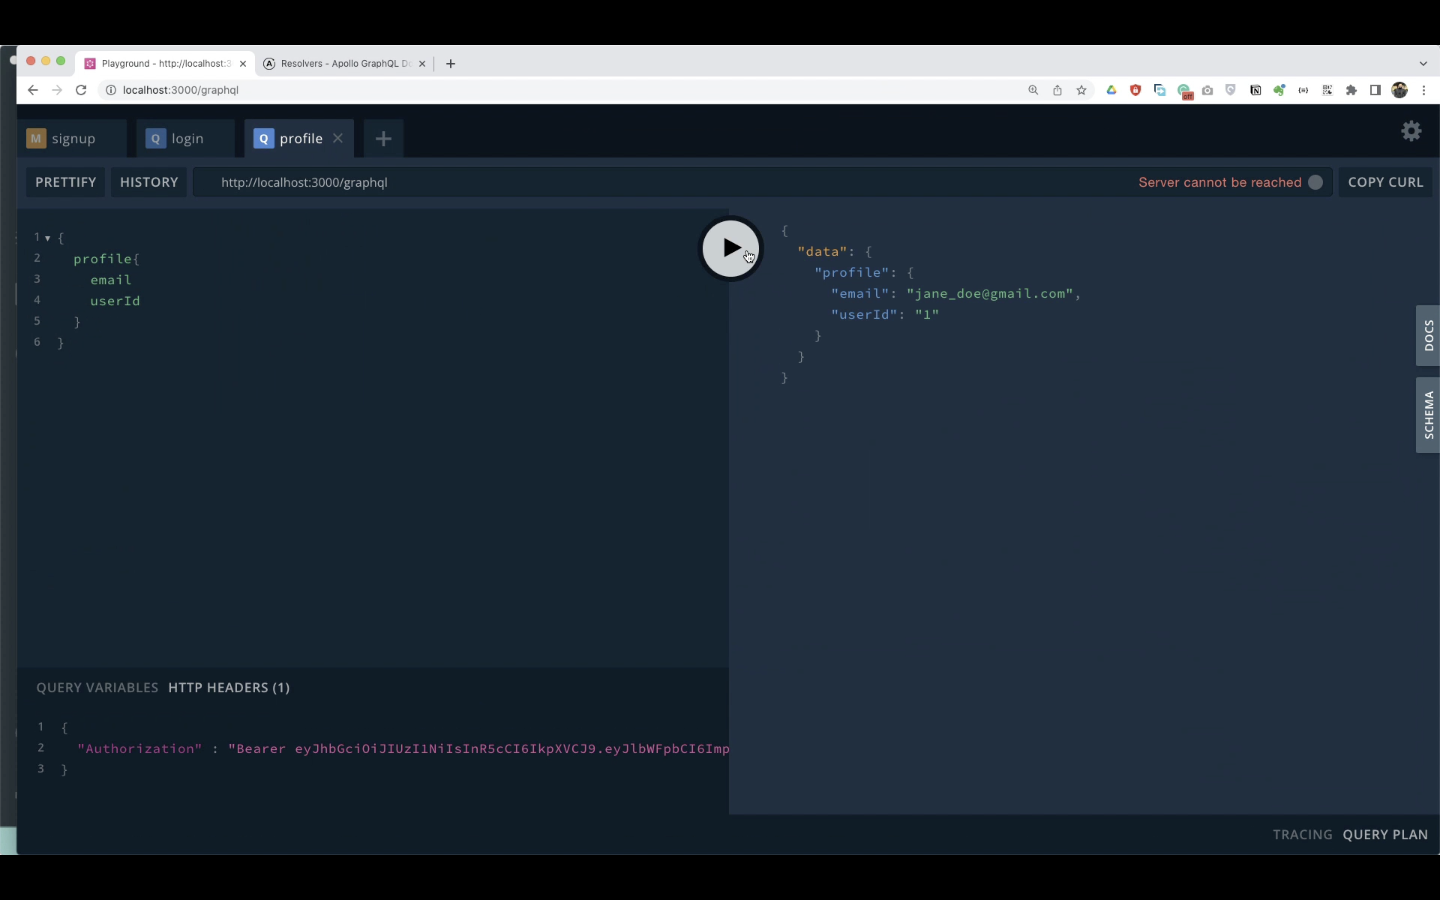 Playground - http://localhost:3
Resolvers - Apollo GraphQL D
localhost:3000/graphql
off
M signup
Q login
Q profile
PRETTIFY HISTORY http://localhost:3000/graphql Server cannot be reached COPY CURL
1 {
2 profile{
3 email
4 userId
5 }
6 }
{
"data": {
"profile": {
"email": "jane_doe@gmail.com",
"userId": "1"
}
}
}
DOCS
SCHEMA
QUERY VARIABLES HTTP HEADERS (1)
1 {
2 "Authorization" : "Bearer eyJhbGciOiJIUzI1NiIsInR5cCI6IkpXVCJ9.eyJlbWFpbCI6Imp
3 }
TRACING QUERY PLAN